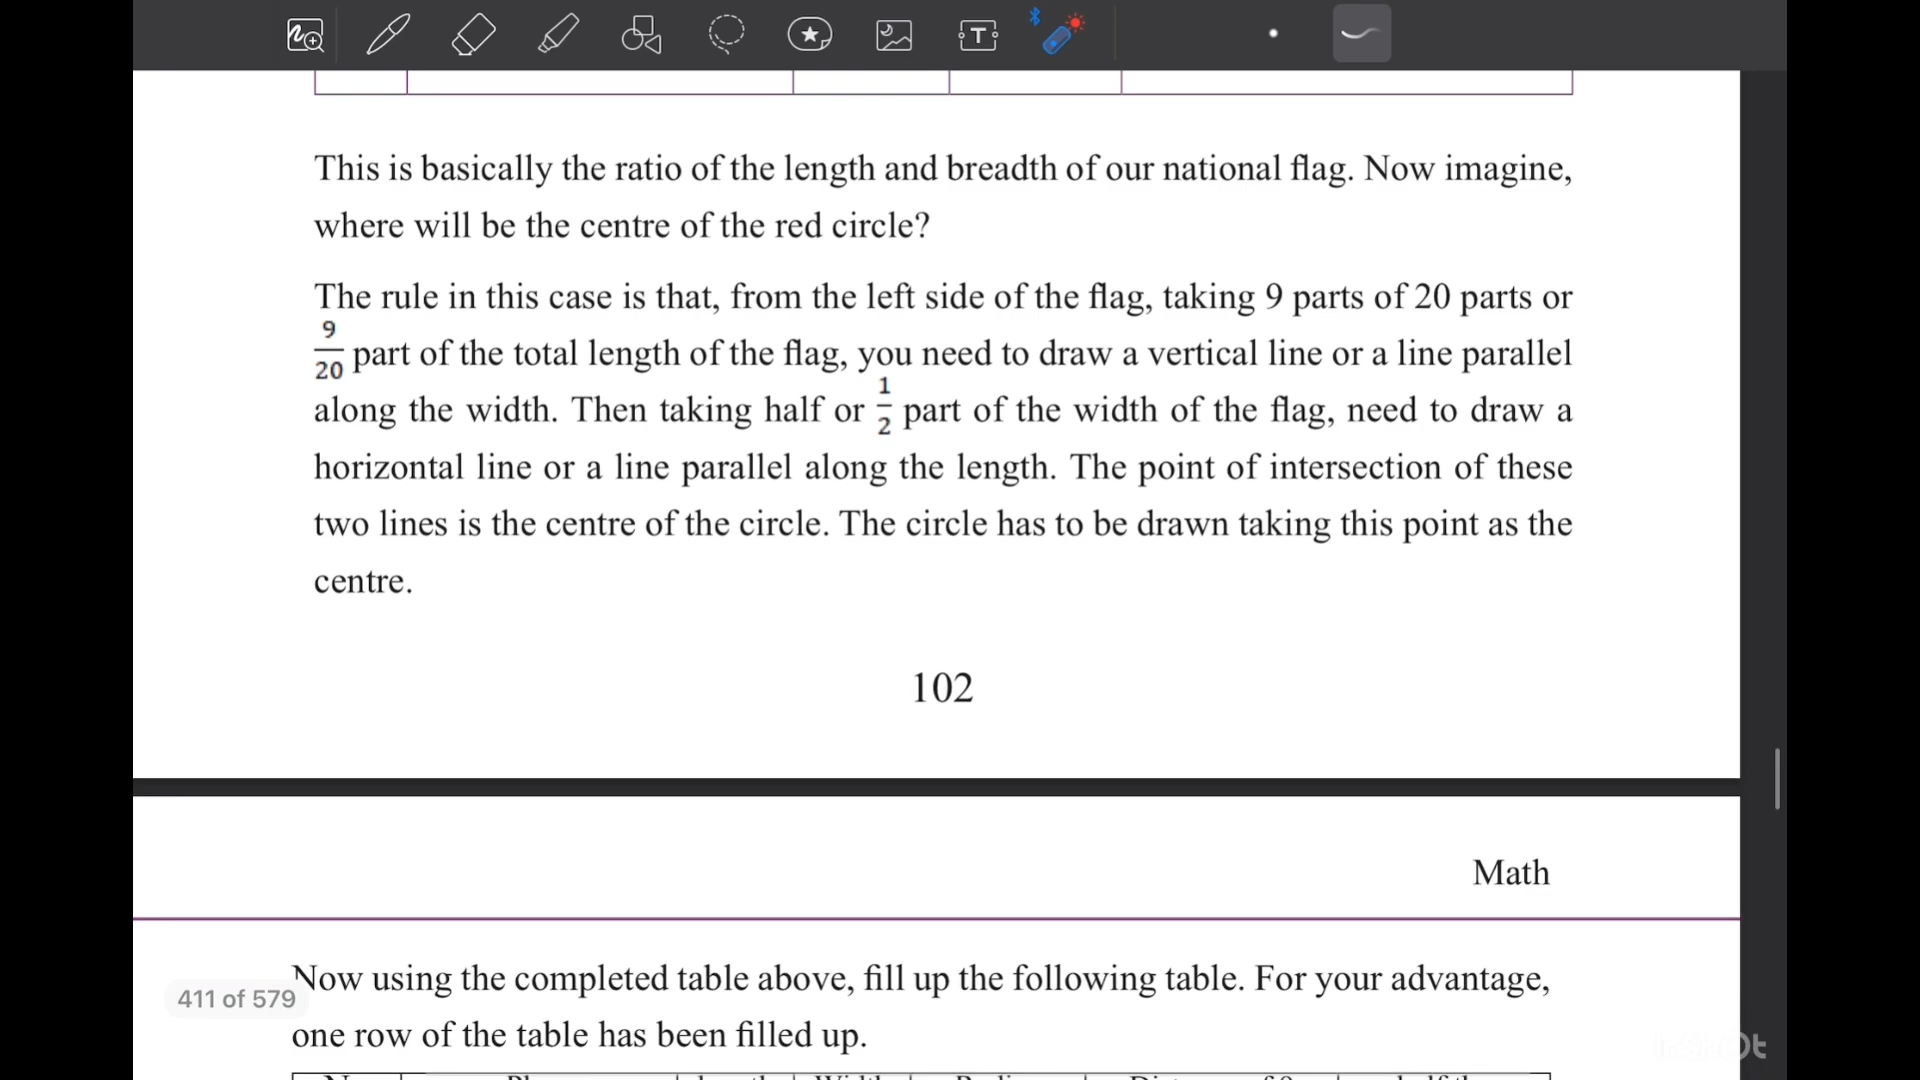 This is basically the ratio of the length and breadth of our national flag. Now imagine,
where will be the centre of the red circle?
The rule in this case is that, from the left side of the flag, taking 9 parts of 20 parts or
9/20 part of the total length of the flag, you need to draw a vertical line or a line parallel
along the width. Then taking half or 1/2 part of the width of the flag, need to draw a
horizontal line or a line parallel along the length. The point of intersection of these
two lines is the centre of the circle. The circle has to be drawn taking this point as the
centre.
102
Math
Now using the completed table above, fill up the following table. For your advantage,
411 of 579
one row of the table has been filled up.